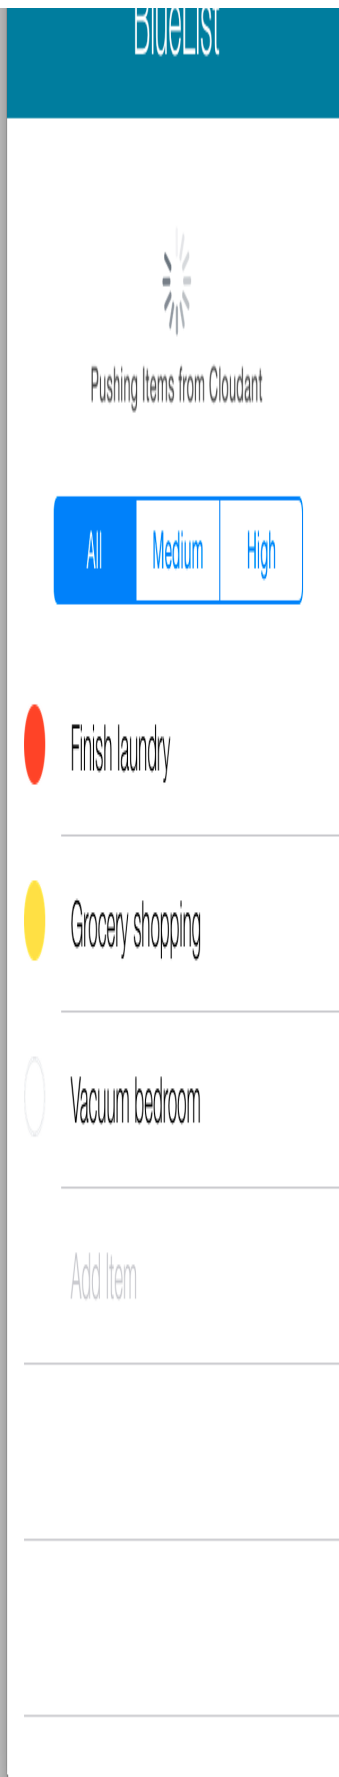 BlueList
Pushing Items from Cloudant
All Medium High
Finish laundry
Grocery shopping
Vacuum bedroom
Add Item